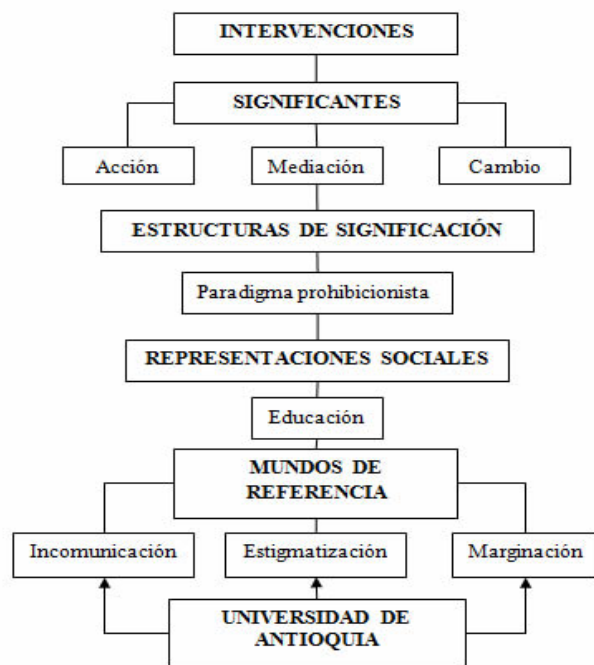 INTERVENCIONES
SIGNIFICANTES
Acción
Mediación
Cambio
ESTRUCTURAS DE SIGNIFICACIÓN
Paradigma prohibicionista
REPRESENTACIONES SOCIALES
Educación
MUNDOS DE
REFERENCIA
Incomunicación
Estigmatización
Marginación
UNIVERSIDAD DE
ANTIOQUIA